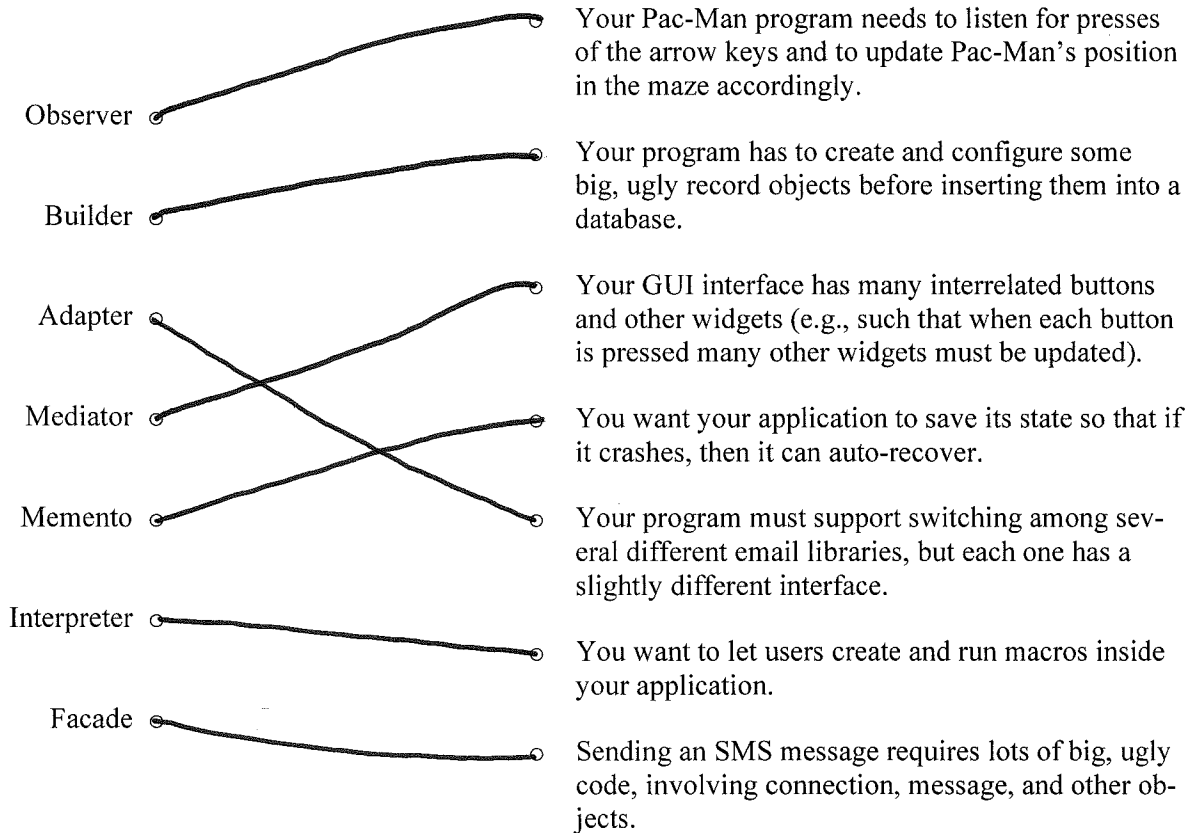 Observer
Builder
Adapter
Mediator
Memento
Interpreter
Facade
Your Pac-Man program needs to listen for presses
of the arrow keys and to update Pac-Man's position
in the maze accordingly.
Your program has to create and configure some
big, ugly record objects before inserting them into a
database.
Your GUI interface has many interrelated buttons
and other widgets (e.g., such that when each button
is pressed many other widgets must be updated).
You want your application to save its state so that if
it crashes, then it can auto-recover.
Your program must support switching among sev-
eral different email libraries, but each one has a
slightly different interface.
You want to let users create and run macros inside
your application.
Sending an SMS message requires lots of big, ugly
code, involving connection, message, and other ob-
jects.